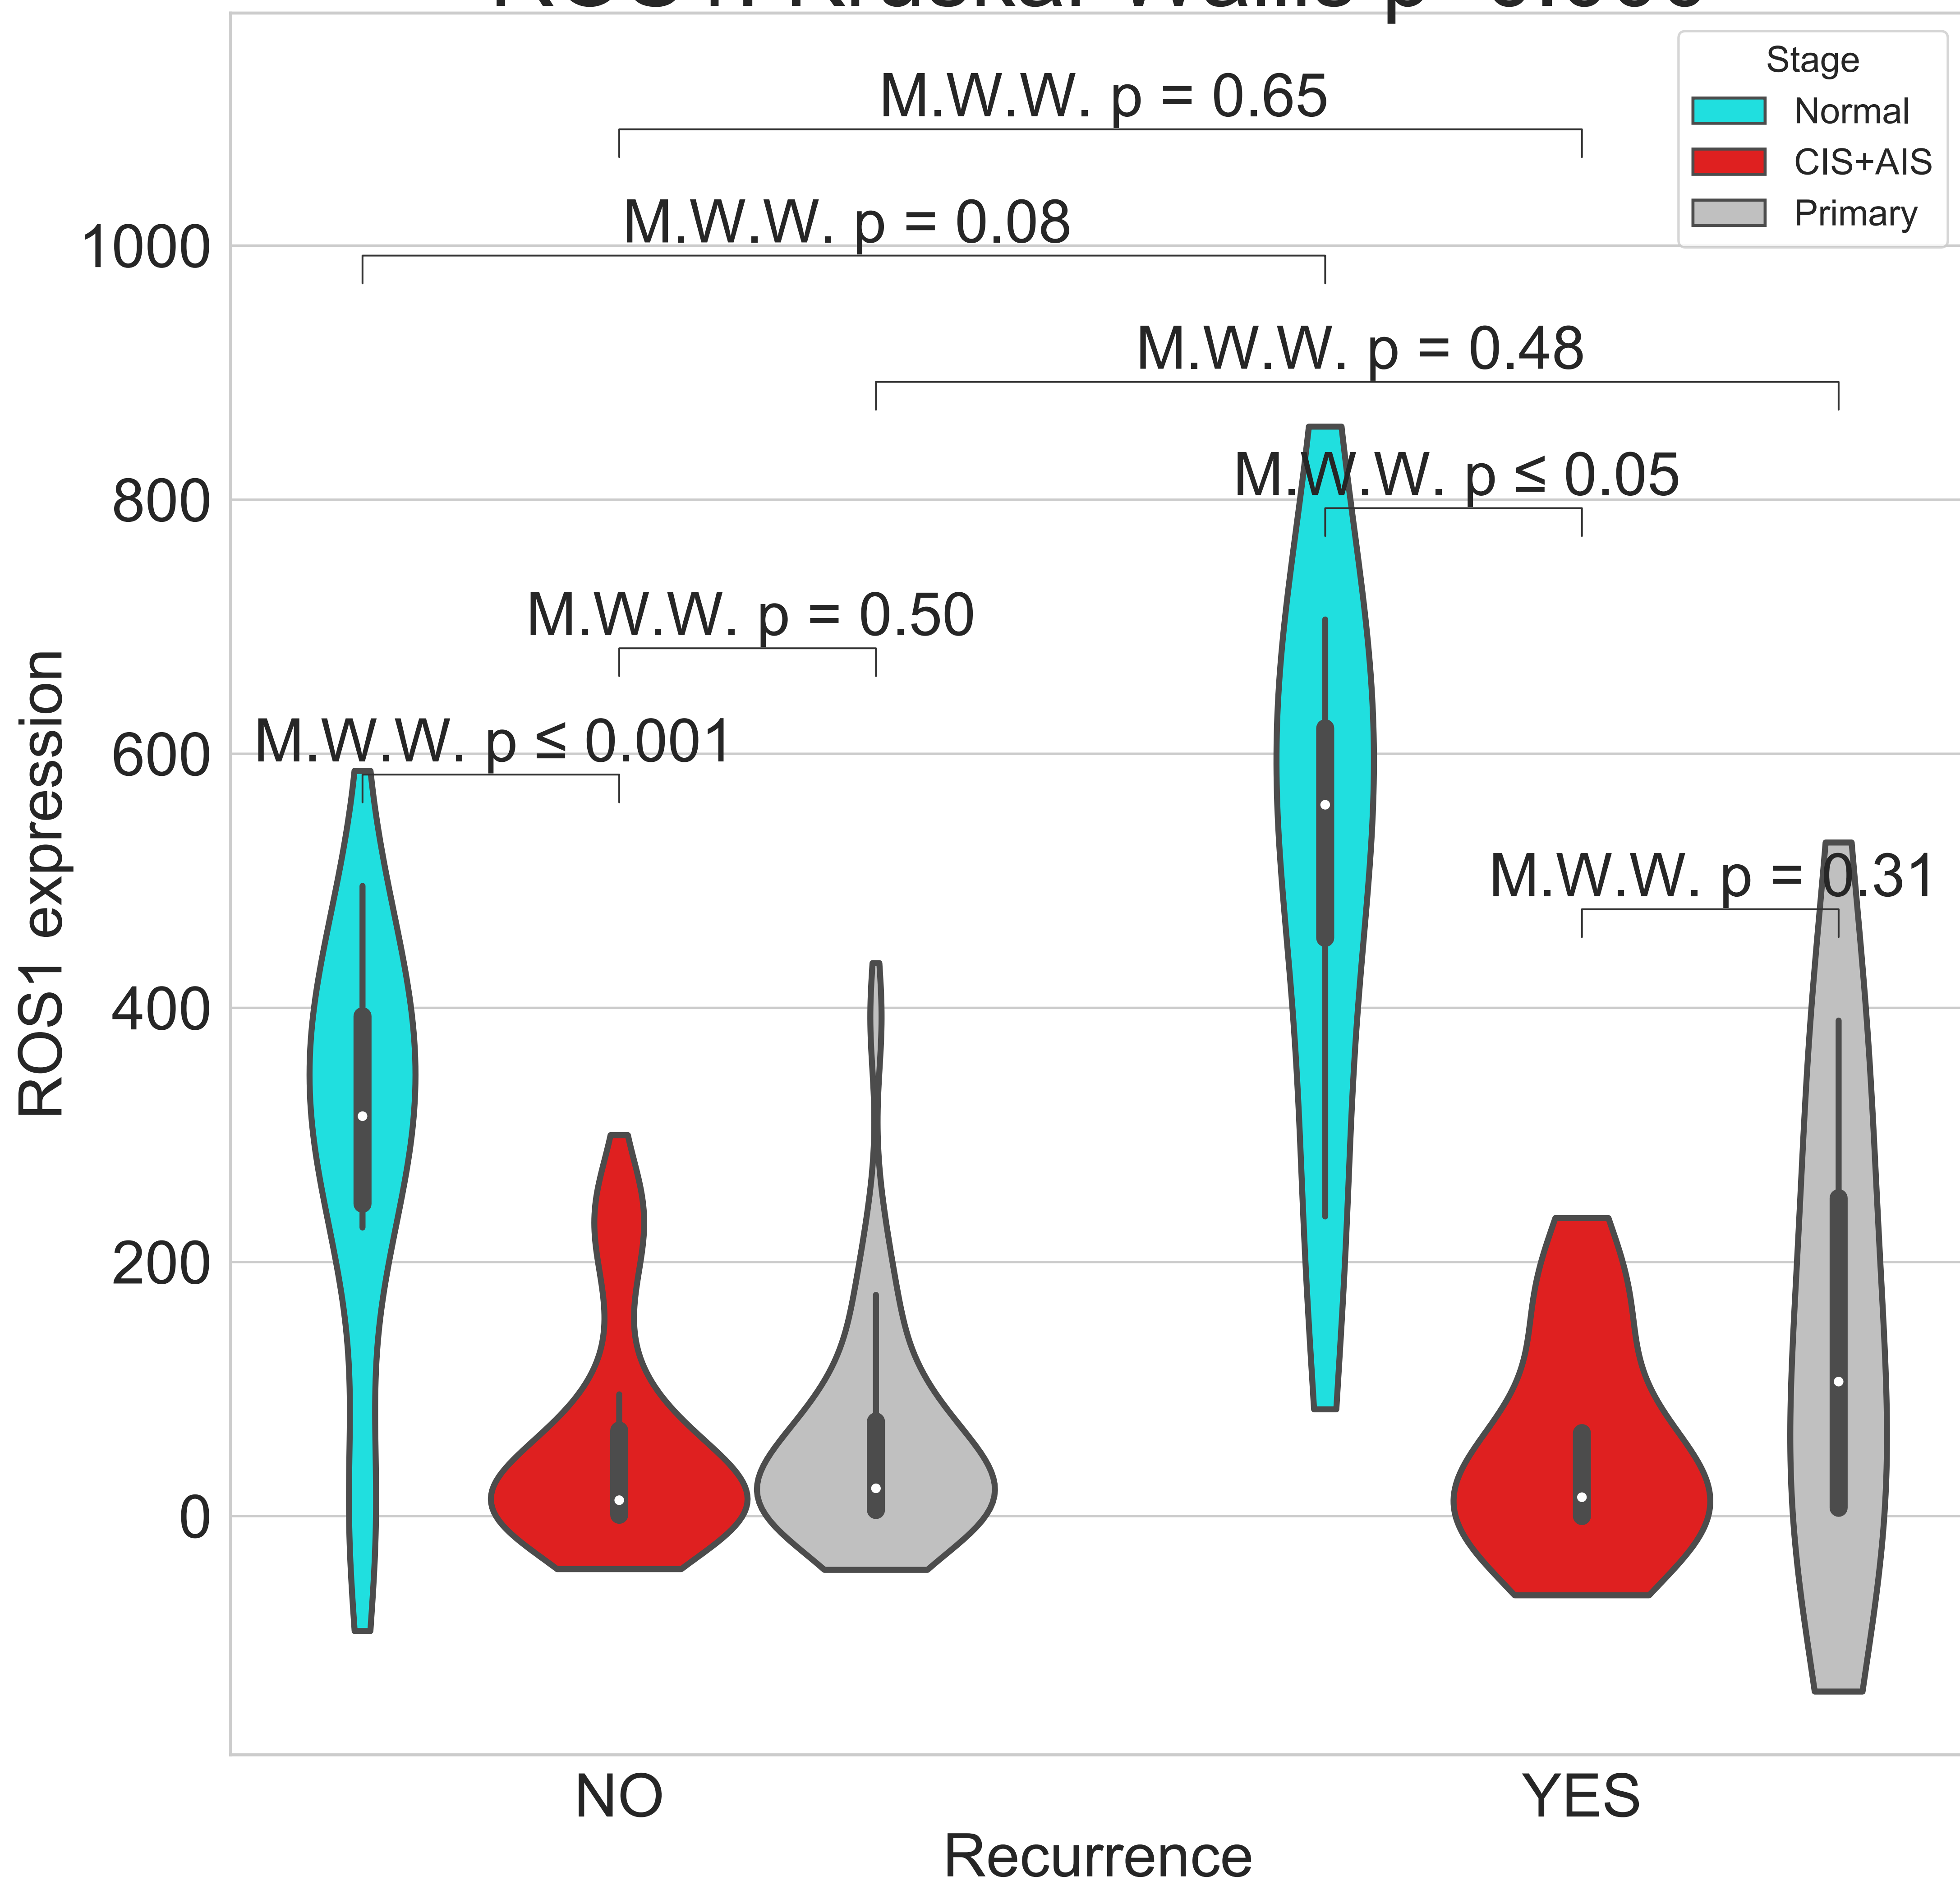 Stage
Normal
CIS+AIS
Primary
M.W.W. p = 0.65
M.W.W. p = 0.08
M.W.W. p = 0.48
M.W.W. p ≤ 0.05
M.W.W. p = 0.50
M.W.W. p ≤ 0.001
M.W.W. p = 0.31
1000
800
600
400
200
0
ROS1 expression
NO
YES
Recurrence